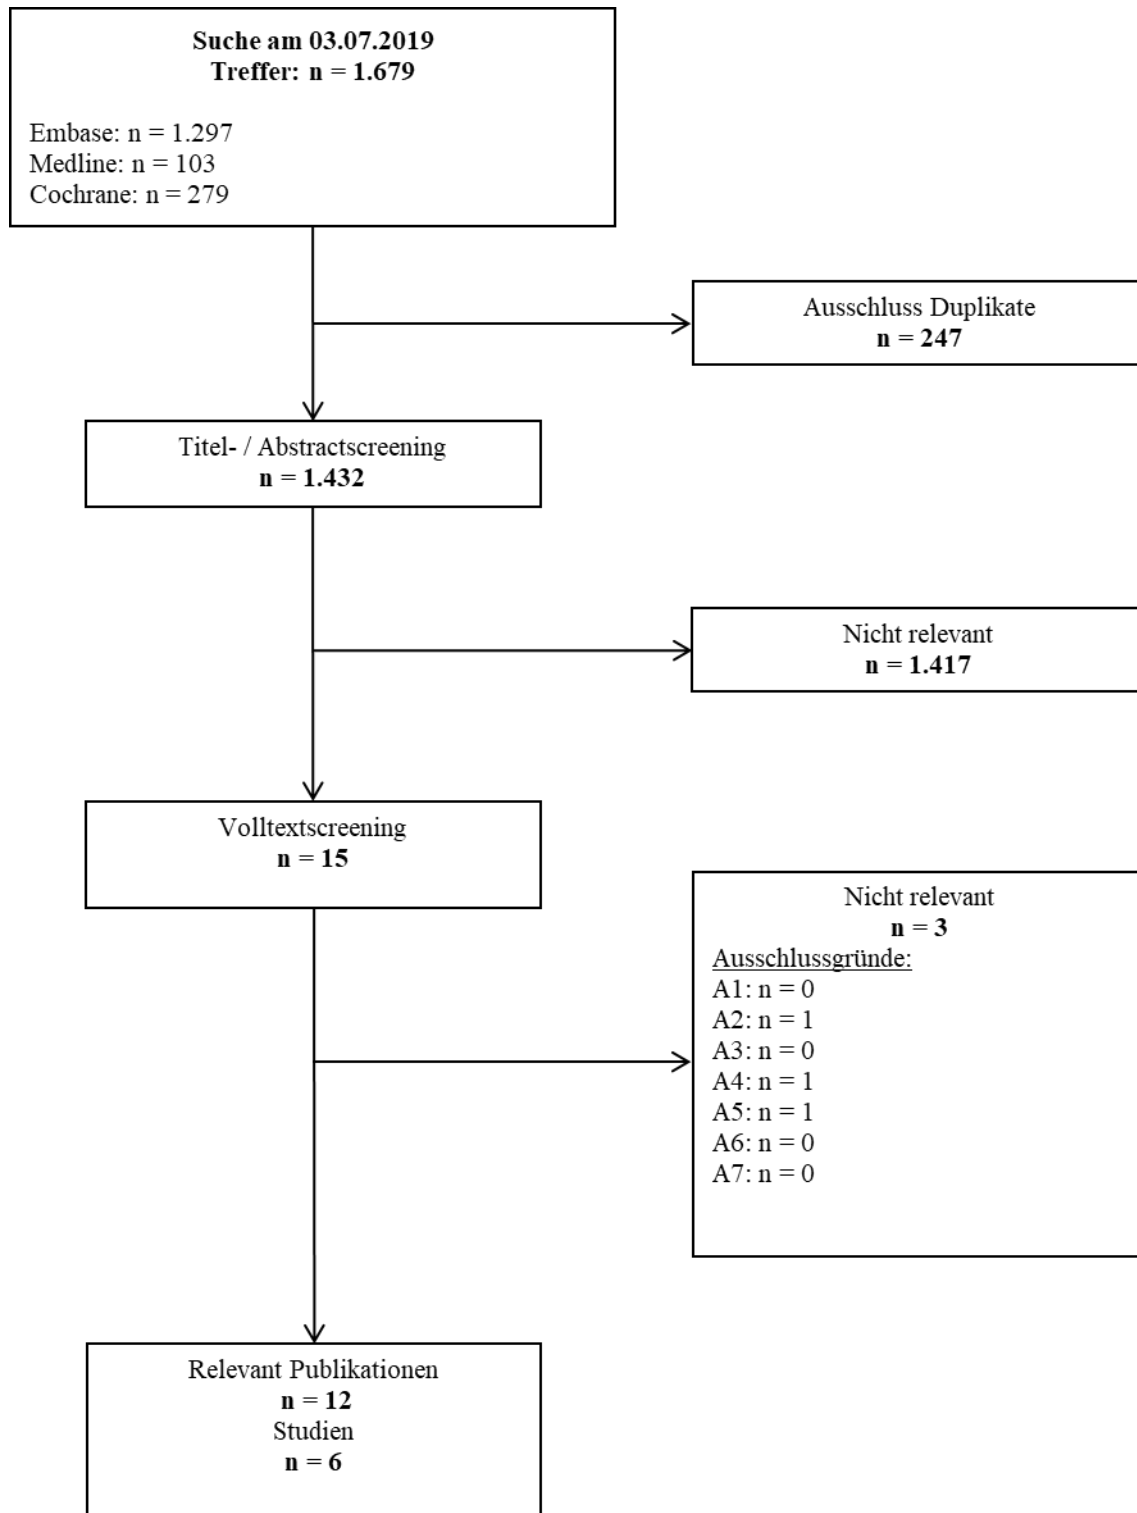 Suche am 03.07.2019
Treffer: n = 1.679
Embase: n = 1.297
Medline: n = 103
Cochrane: n = 279
Ausschluss Duplikate
n = 247
Titel- / Abstractscreening
n = 1.432
Nicht relevant
n = 1.417
Volltextscreening
n = 15
Nicht relevant
n = 3
Ausschlussgründe:
A1: n = 0
A2: n = 1
A3: n = 0
A4: n = 1
A5: n = 1
A6: n = 0
A7: n = 0
Relevant Publikationen
n = 12
Studien
n = 6